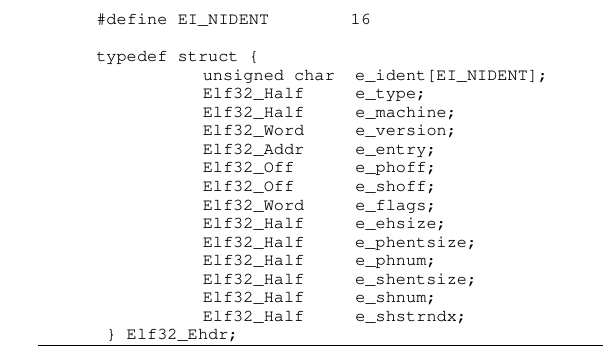 #define EI_NIDENT 16
typedef struct {
unsigned char e_ident[EI_NIDENT];
Elf32_Half e_type;
Elf32_Half e_machine;
Elf32_Word e_version;
Elf32_Addr e_entry;
Elf32_Off e_phoff;
Elf32_Off e_shoff;
Elf32_Word e_flags;
Elf32_Half e_ehsize;
Elf32_Half e_phentsize;
Elf32_Half e_phnum;
Elf32_Half e_shentsize;
Elf32_Half e_shnum;
Elf32_Half e_shstrndx;
} Elf32_Ehdr;